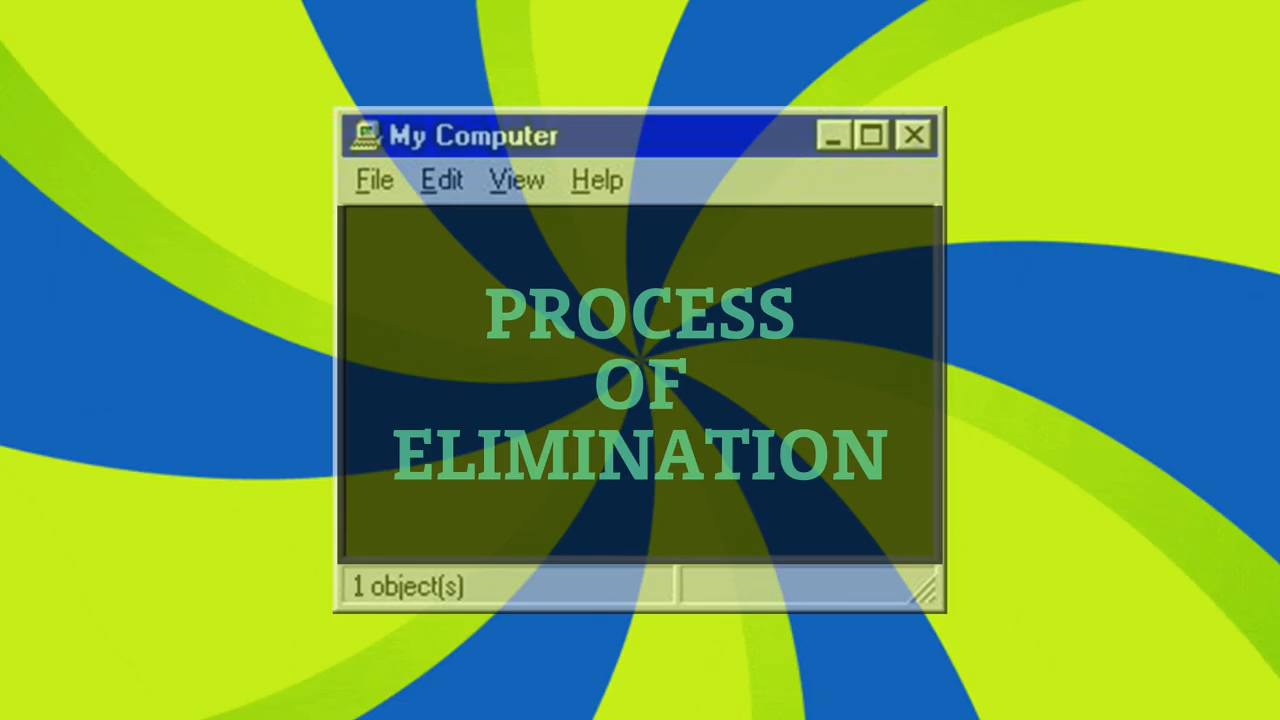 My Computer
File Edit View Help
PROCESS
OF
ELIMINATION
1 object(s)